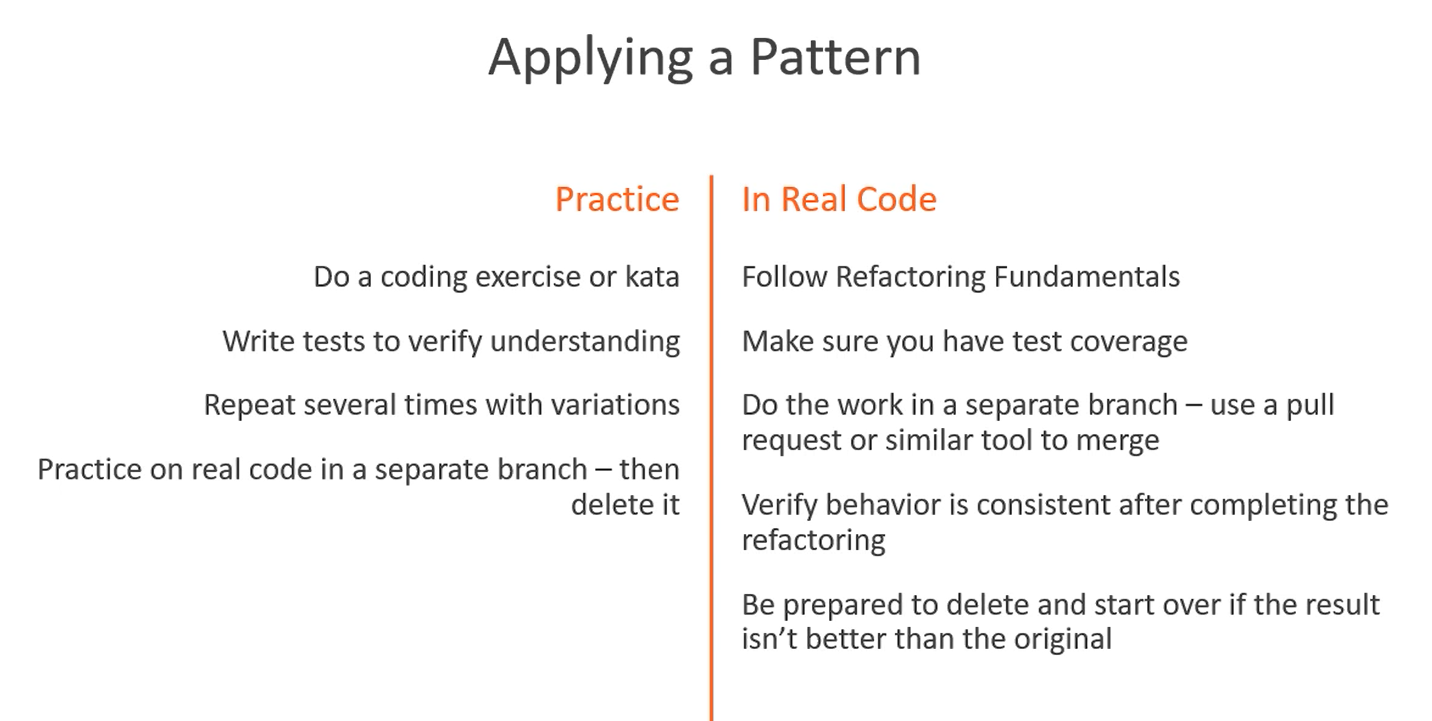 Applying a Pattern
Practice
Do a coding exercise or kata
Write tests to verify understanding
Repeat several times with variations
Practice on real code in a separate branch – then
delete it
In Real Code
Follow Refactoring Fundamentals
Make sure you have test coverage
Do the work in a separate branch – use a pull
request or similar tool to merge
Verify behavior is consistent after completing the
refactoring
Be prepared to delete and start over if the result
isn’t better than the original